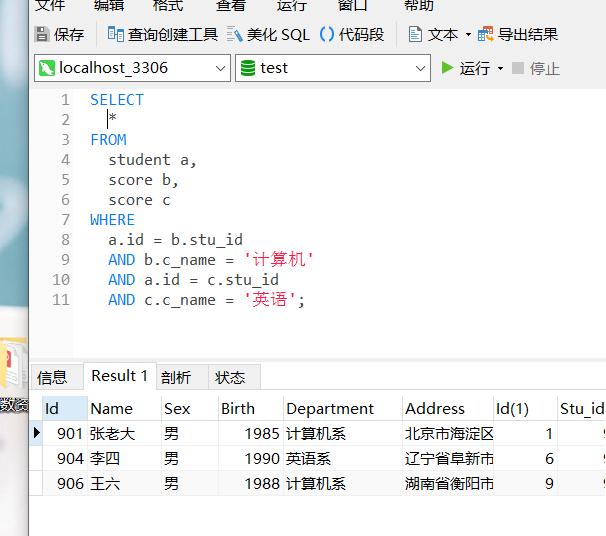 文件 编辑 格式 查看 运行 窗口 帮助
保存 查询创建工具 美化 SQL () 代码段 文本 导出结果
localhost_3306 test 运行 停止
1 SELECT
2 *
3 FROM
4 student a,
5 score b,
6 score c
7 WHERE
8 a.id = b.stu_id
9 AND b.c_name = '计算机'
10 AND a.id = c.stu_id
11 AND c.c_name = '英语';
信息 Result 1 剖析 状态
Id Name Sex Birth Department Address Id(1) Stu_id
901 张老大 男 1985 计算机系 北京市海淀区 1
904 李四 男 1990 英语系 辽宁省阜新市 6
906 王六 男 1988 计算机系 湖南省衡阳市 9
数资